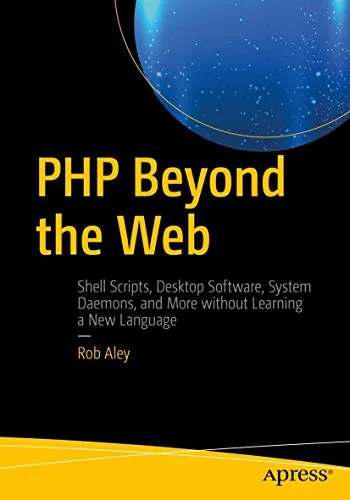 PHP Beyond
the Web
Shell Scripts, Desktop Software, System
Daemons, and More without Learning
a New Language
Rob Aley
Apress®